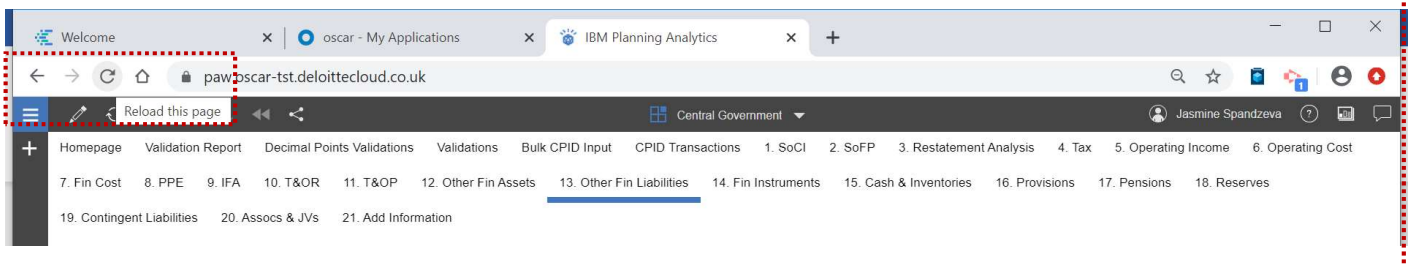 Welcome
oscar - My Applications
IBM Planning Analytics
paw.oscar-tst.deloittecloud.co.uk
1
Reload this page
Central Government
Jasmine Spandzeva
Homepage Validation Report Decimal Points Validations Validations Bulk CPID Input CPID Transactions 1. SoCI 2. SoFP 3. Restatement Analysis 4. Tax 5. Operating Income 6. Operating Cost
7. Fin Cost 8. PPE 9. IFA 10. T&OR 11. T&OP 12. Other Fin Assets 13. Other Fin Liabilities 14. Fin Instruments 15. Cash & Inventories 16. Provisions 17. Pensions 18. Reserves
19. Contingent Liabilities 20. Assocs & JVs 21. Add Information